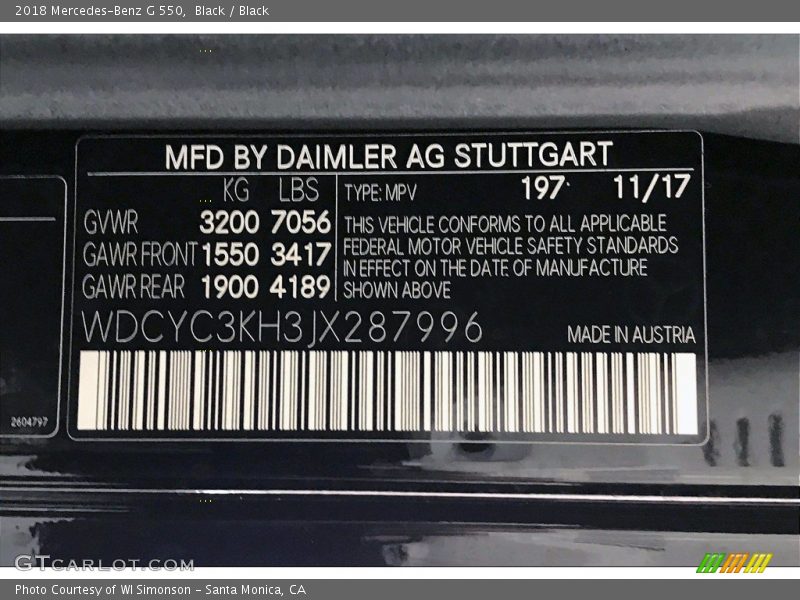 2018 Mercedes-Benz G 550, Black / Black
MFD BY DAIMLER AG STUTTGART
KG LBS
TYPE: MPV 197 11/17
GVWR 3200 7056
GAWR FRONT 1550 3417
GAWR REAR 1900 4189
THIS VEHICLE CONFORMS TO ALL APPLICABLE
FEDERAL MOTOR VEHICLE SAFETY STANDARDS
IN EFFECT ON THE DATE OF MANUFACTURE
SHOWN ABOVE
WDCYC3KH3JX287996
MADE IN AUSTRIA
2604797
GTCARLOT.COM
Photo Courtesy of WI Simonson - Santa Monica, CA